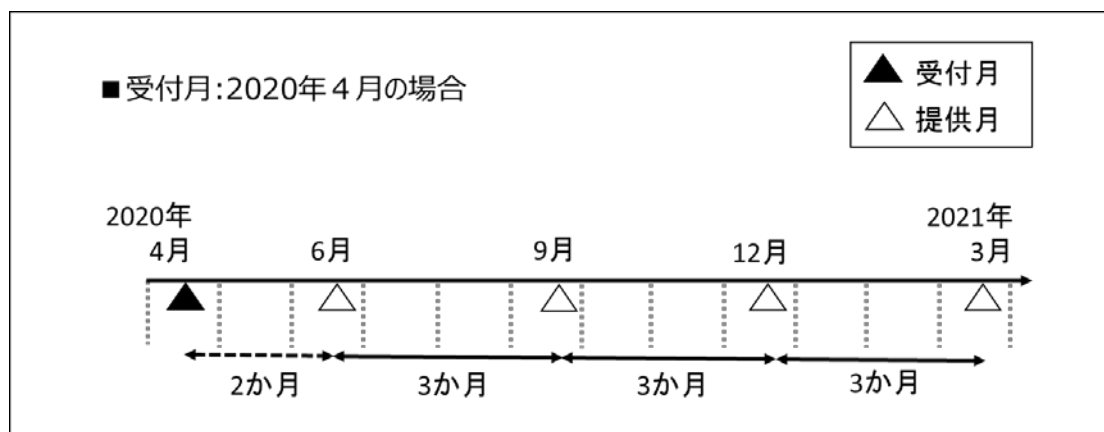 ■受付月:2020年４月の場合
▲ 受付月
△ 提供月
2020年
4月
6月
9月
12月
2021年
3月
2か月
3か月
3か月
3か月